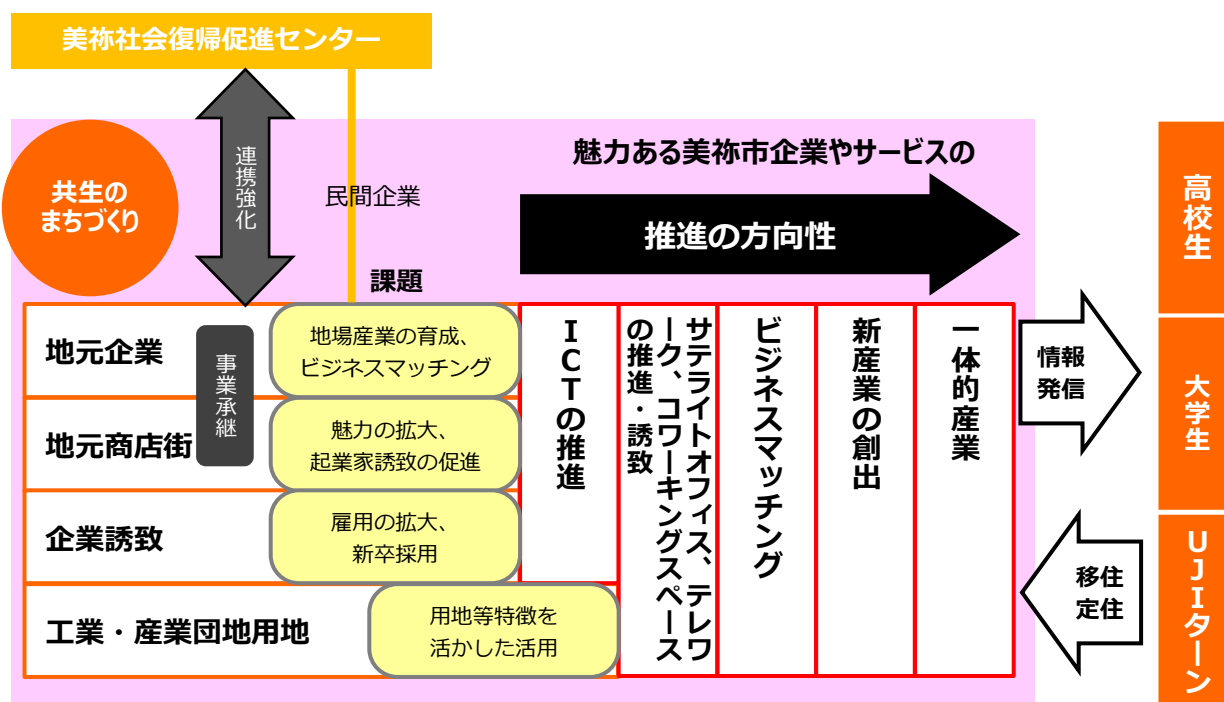 美祢社会復帰促進センター
連携強化
共生の
まちづくり
民間企業
魅力ある美祢市企業やサービスの
推進の方向性
課題
地元企業
事業承継
地場産業の育成、
ビジネスマッチング
地元商店街
魅力の拡大、
起業家誘致の促進
企業誘致
雇用の拡大、
新卒採用
工業・産業団地用地
用地等特徴を
活かした活用
ICTの推進
サテライトオフィス、テレワ
ーク、コワーキングスペース
の推進・誘致
ビジネスマッチング
新産業の創出
一体的産業
情報
発信
移住
定住
高校生
大学生
UJIターン